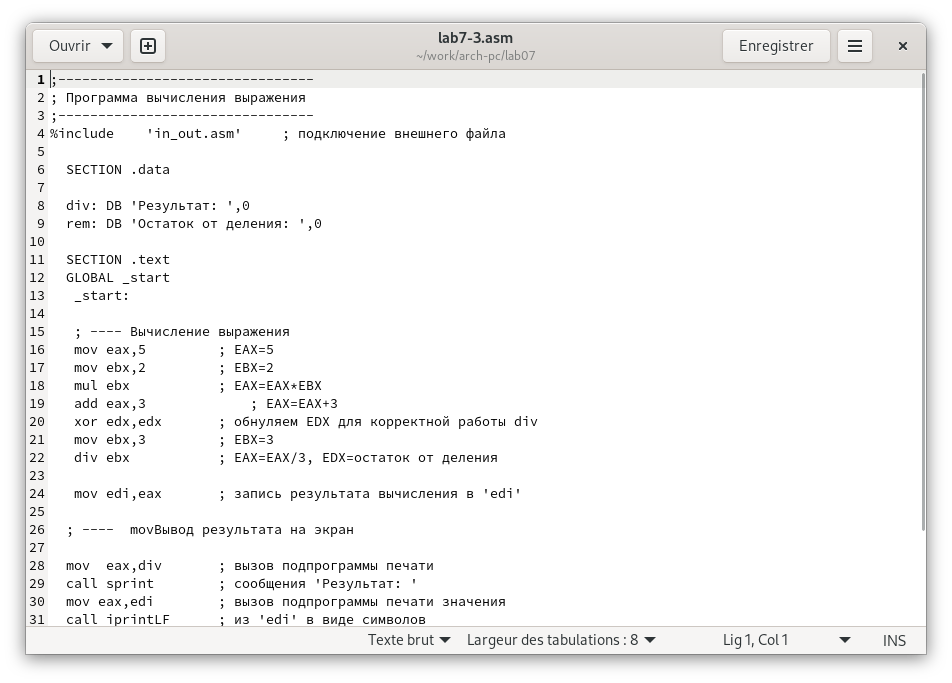 Ouvrir
lab7-3.asm
~/work/arch-pc/lab07
Enregistrer
1 ;--------------------------------
2 ; Программа вычисления выражения
3 ;--------------------------------
4 %include    'in_out.asm'     ; подключение внешнего файла
5
6   SECTION .data
7
8   div: DB 'Результат: ',0
9   rem: DB 'Остаток от деления: ',0
10
11   SECTION .text
12   GLOBAL _start
13    _start:
14
15    ; ---- Вычисление выражения
16    mov eax,5         ; EAX=5
17    mov ebx,2         ; EBX=2
18    mul ebx           ; EAX=EAX*EBX
19    add eax,3             ; EAX=EAX+3
20    xor edx,edx       ; обнуляем EDX для корректной работы div
21    mov ebx,3         ; EBX=3
22    div ebx           ; EAX=EAX/3, EDX=остаток от деления
23
24    mov edi,eax       ; запись результата вычисления в 'edi'
25
26   ; ----  movВывод результата на экран
27
28   mov  eax,div       ; вызов подпрограммы печати
29   call sprint        ; сообщения 'Результат: '
30   mov eax,edi        ; вызов подпрограммы печати значения
31   call iprintLF      ; из 'edi' в виде символов
Texte brut
Largeur des tabulations : 8
Lig 1, Col 1
INS